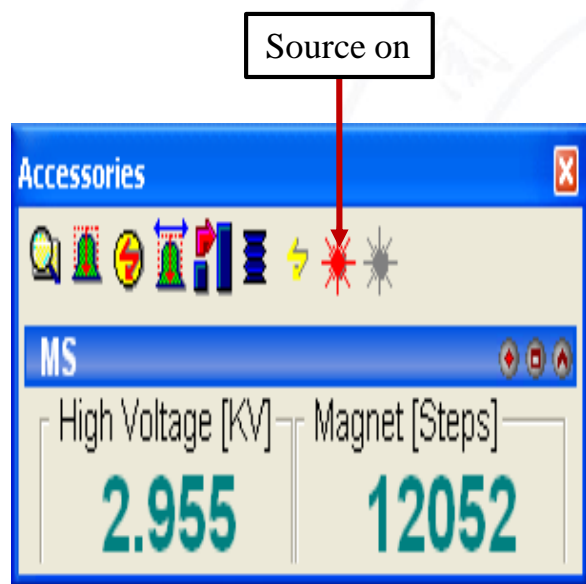 Source on
Accessories
MS
High Voltage [KV]
Magnet [Steps]
2.955
12052